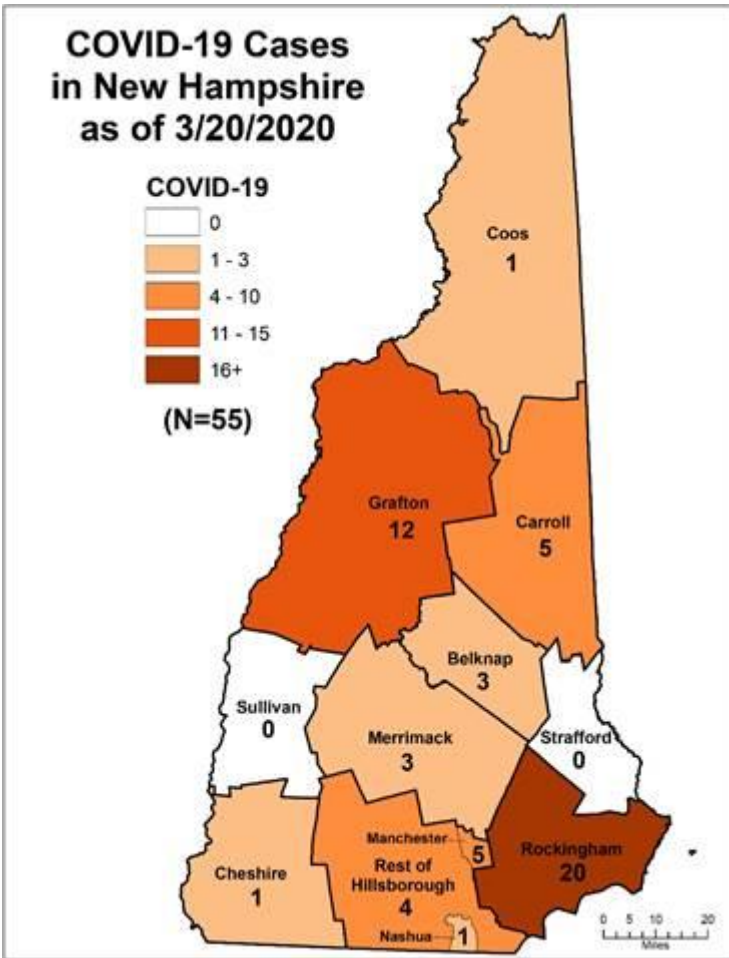 COVID-19 Cases
in New Hampshire
as of 3/20/2020
COVID-19
0
1 - 3
4 - 10
11 - 15
16+
(N=55)
Coos
1
Grafton
12
Carroll
5
Belknap
3
Sullivan
0
Merrimack
3
Strafford
0
Manchester
5
Rockingham
20
Cheshire
1
Rest of
Hillsborough
4
Nashua
1
0 5 10 20
Miles